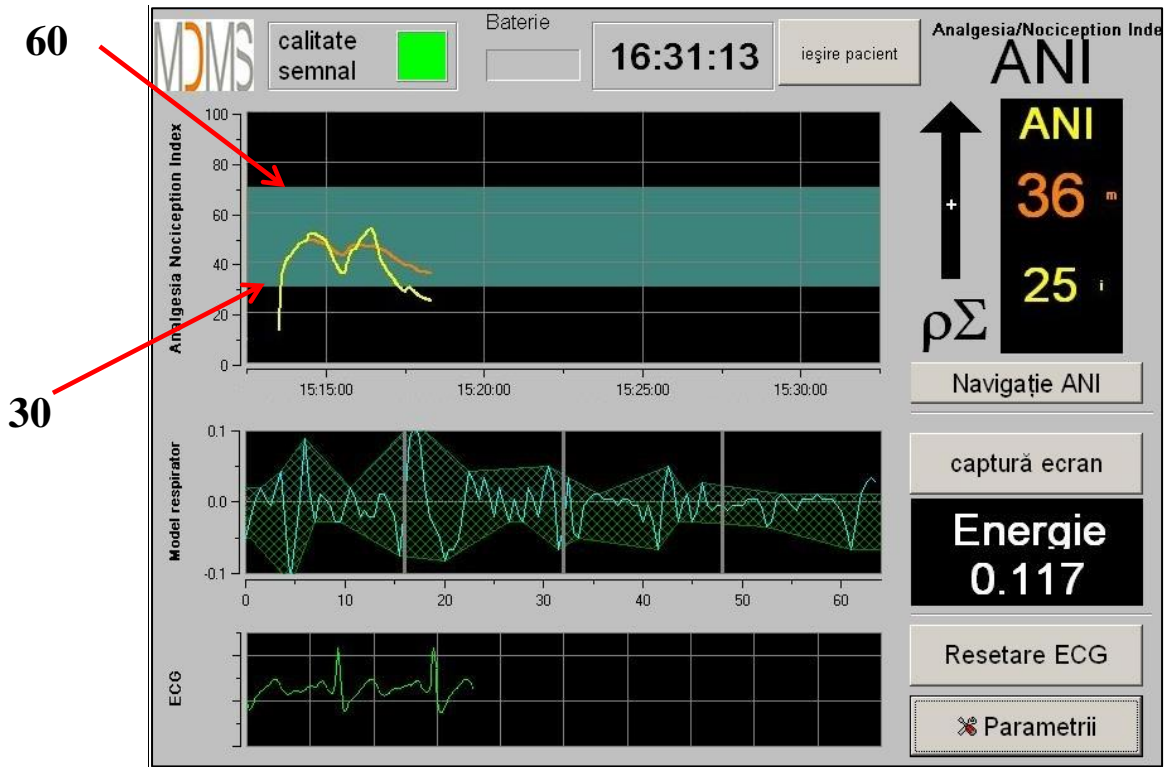 60
30
MDMS
calitate
semnal
Baterie
16:31:13
ieşire pacient
Analgesia/Nociception Inde
ANI
Analgesia Nociception Index
100
80
60
40
20
0
15:15:00
15:20:00
15:25:00
15:30:00
ANI
36 m
25 i
+
ρΣ
Navigație ANI
Model respirator
0.1
0.0
-0.1
0
10
20
30
40
50
60
captură ecran
Energie
0.117
ECG
Resetare ECG
Parametrii